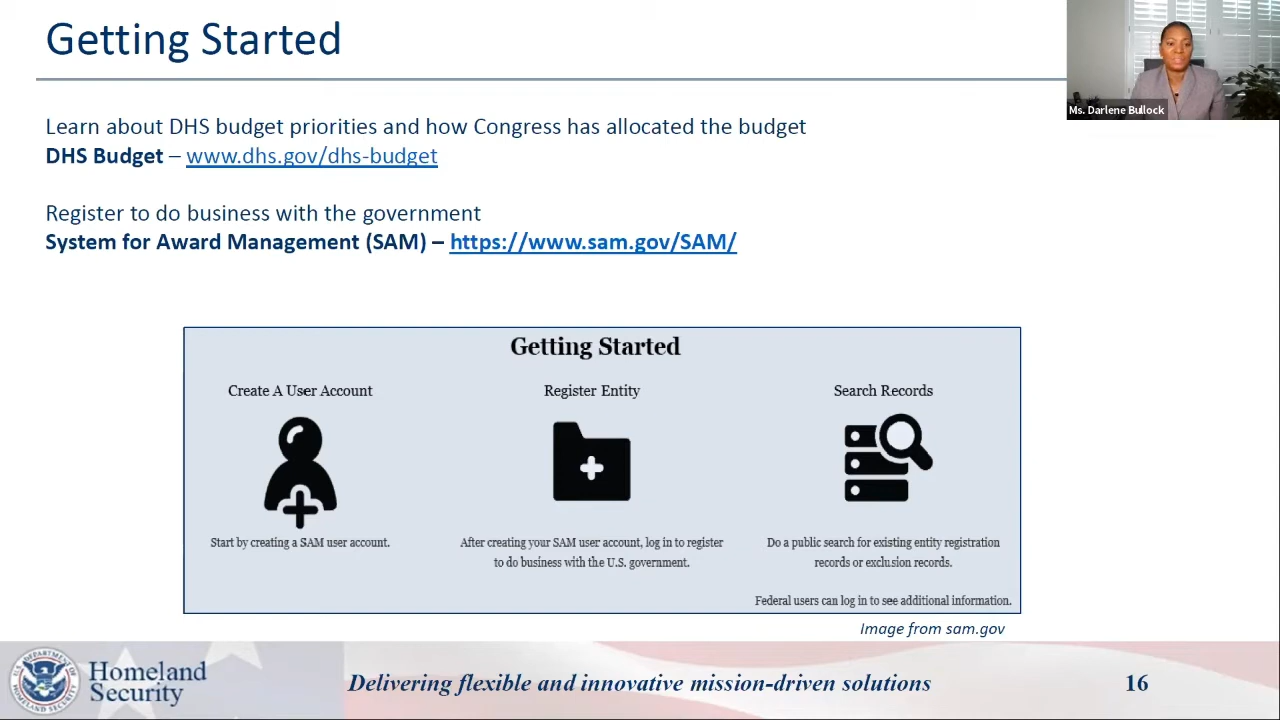 Getting Started
Ms. Darlene Bullock
Learn about DHS budget priorities and how Congress has allocated the budget
DHS Budget – www.dhs.gov/dhs-budget
Register to do business with the government
System for Award Management (SAM) – https://www.sam.gov/SAM/
Getting Started
Create A User Account
Start by creating a SAM user account.
Register Entity
After creating your SAM user account, log in to register
to do business with the U.S. government.
Search Records
Do a public search for existing entity registration
records or exclusion records.
Federal users can log in to see additional information.
Image from sam.gov
Homeland
Security
Delivering flexible and innovative mission-driven solutions
16